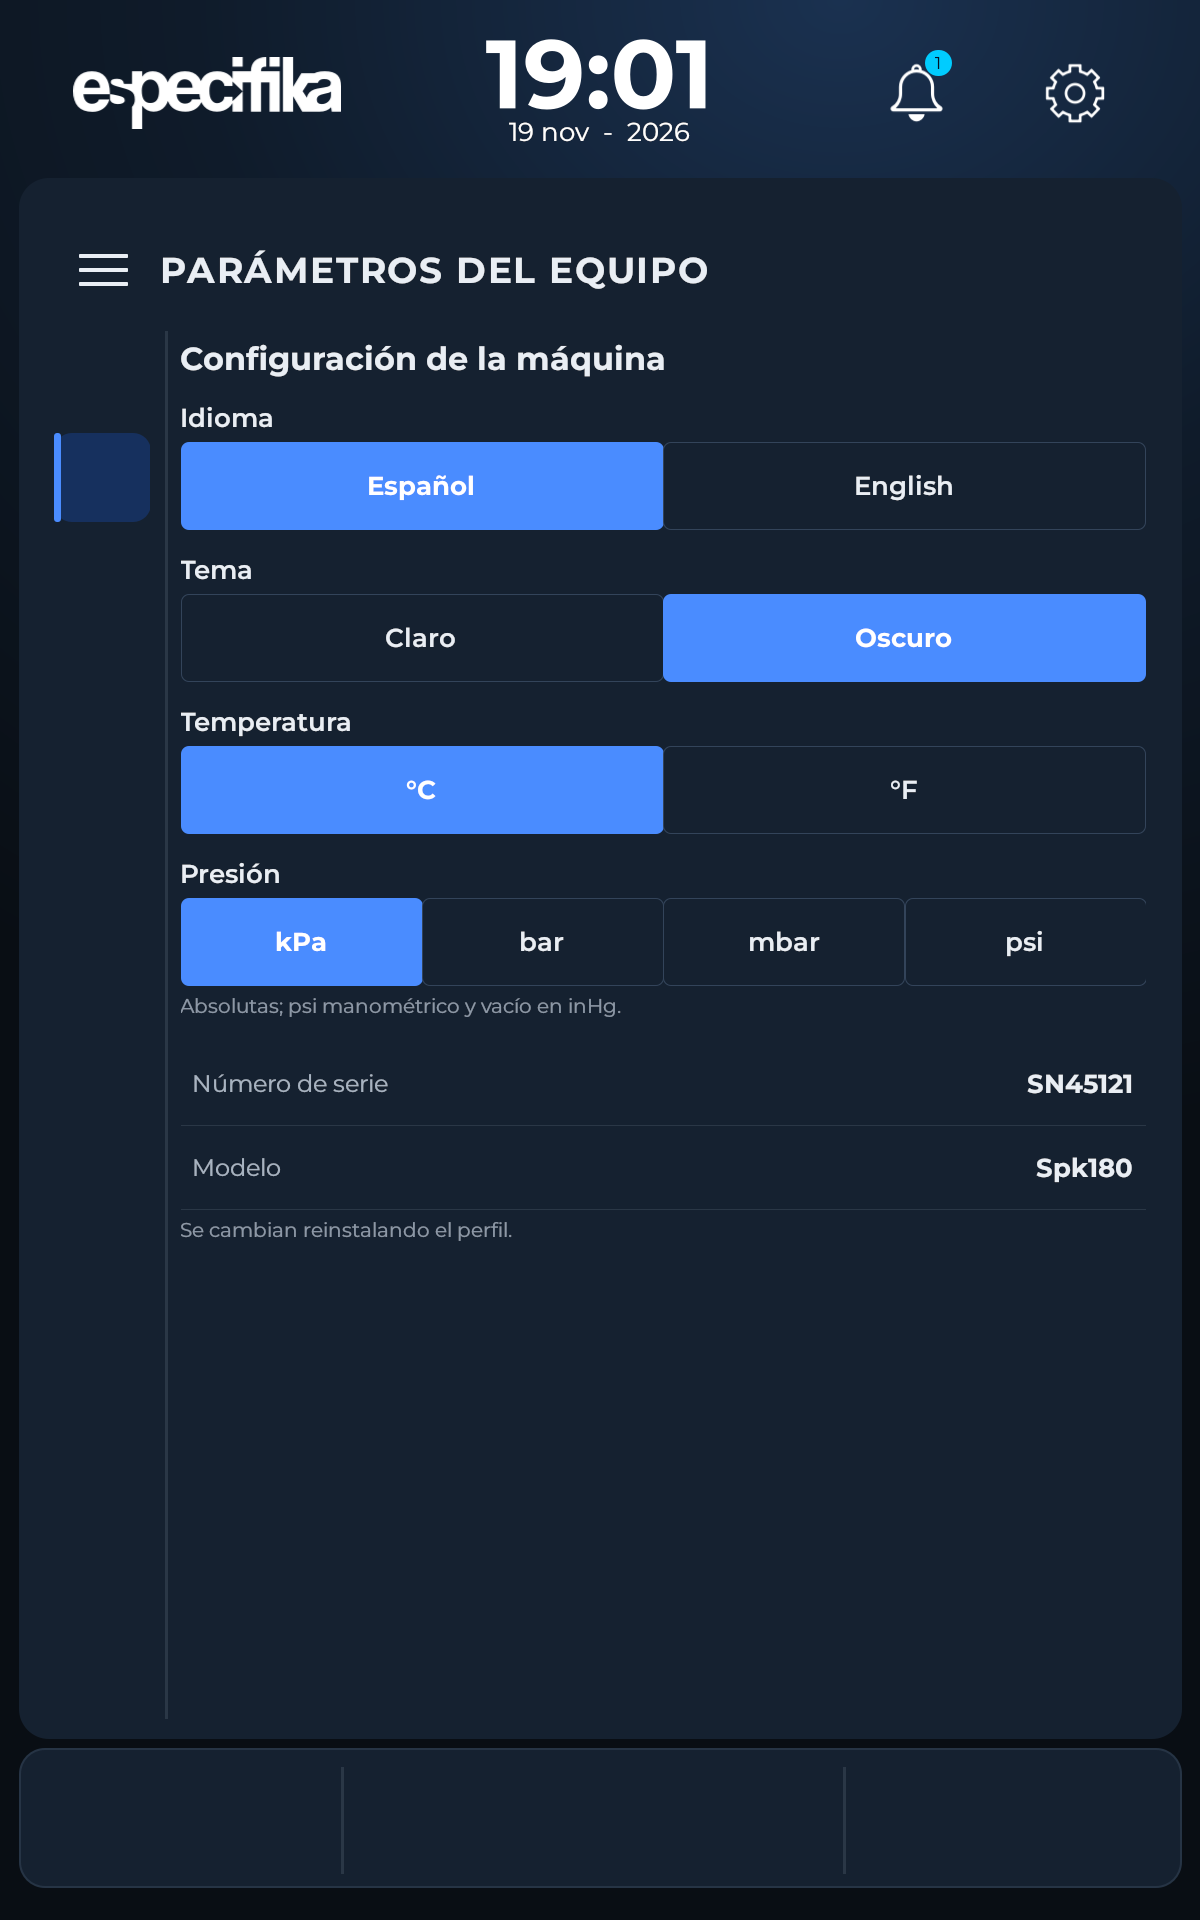 especifika
19:01
19 nov - 2026
1
PARÁMETROS DEL EQUIPO
Configuración de la máquina
Idioma
Español English
Tema
Claro Oscuro
Temperatura
°C °F
Presión
kPa bar mbar psi
Absolutas; psi manométrico y vacío en inHg.
Número de serie SN45121
Modelo Spk180
Se cambian reinstalando el perfil.